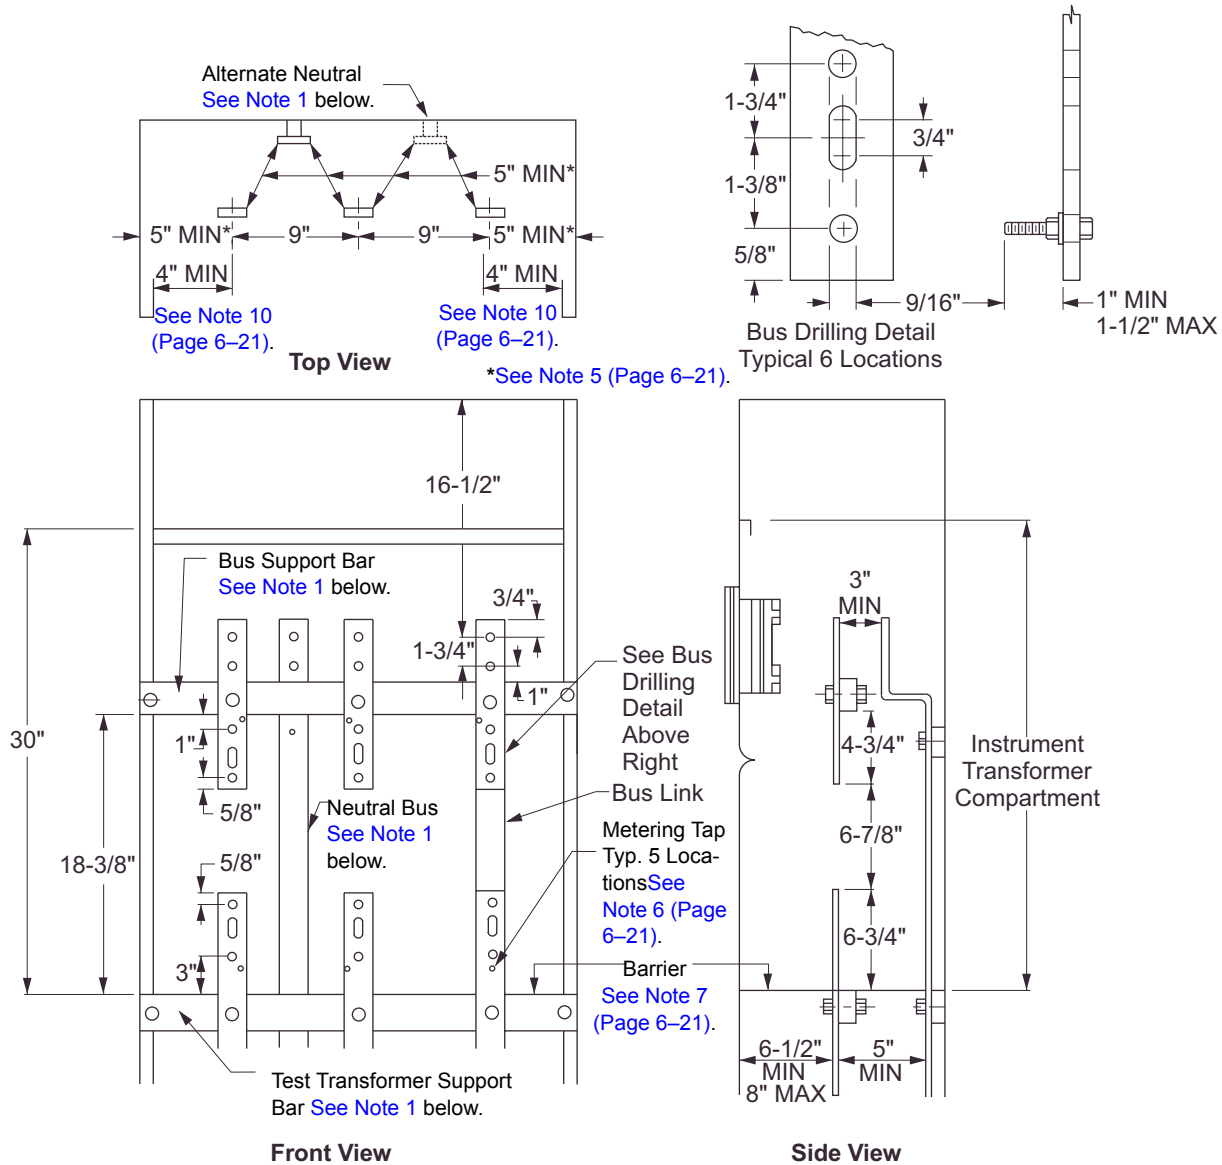 Alternate Neutral
See Note 1 below.
5" MIN*
5" MIN*
9"
9"
5" MIN*
4" MIN
4" MIN
See Note 10
(Page 6–21).
See Note 10
(Page 6–21).
Top View
*See Note 5 (Page 6–21).
1-3/4"
3/4"
1-3/8"
5/8"
9/16"
1" MIN
1-1/2" MAX
Bus Drilling Detail
Typical 6 Locations
16-1/2"
Bus Support Bar
See Note 1 below.
3/4"
1-3/4"
1"
See Bus
Drilling
Detail
Above
Right
30"
1"
5/8"
Bus Link
Neutral Bus
See Note 1
below.
18-3/8"
5/8"
Metering Tap
Typ. 5 Loca-
tionsSee
Note 6 (Page
6–21).
3"
Barrier
See Note 7
(Page 6–21).
Test Transformer Support
Bar See Note 1 below.
Front View
3"
MIN
4-3/4"
Instrument
Transformer
Compartment
6-7/8"
6-3/4"
6-1/2"
MIN
8" MAX
5"
MIN
Side View